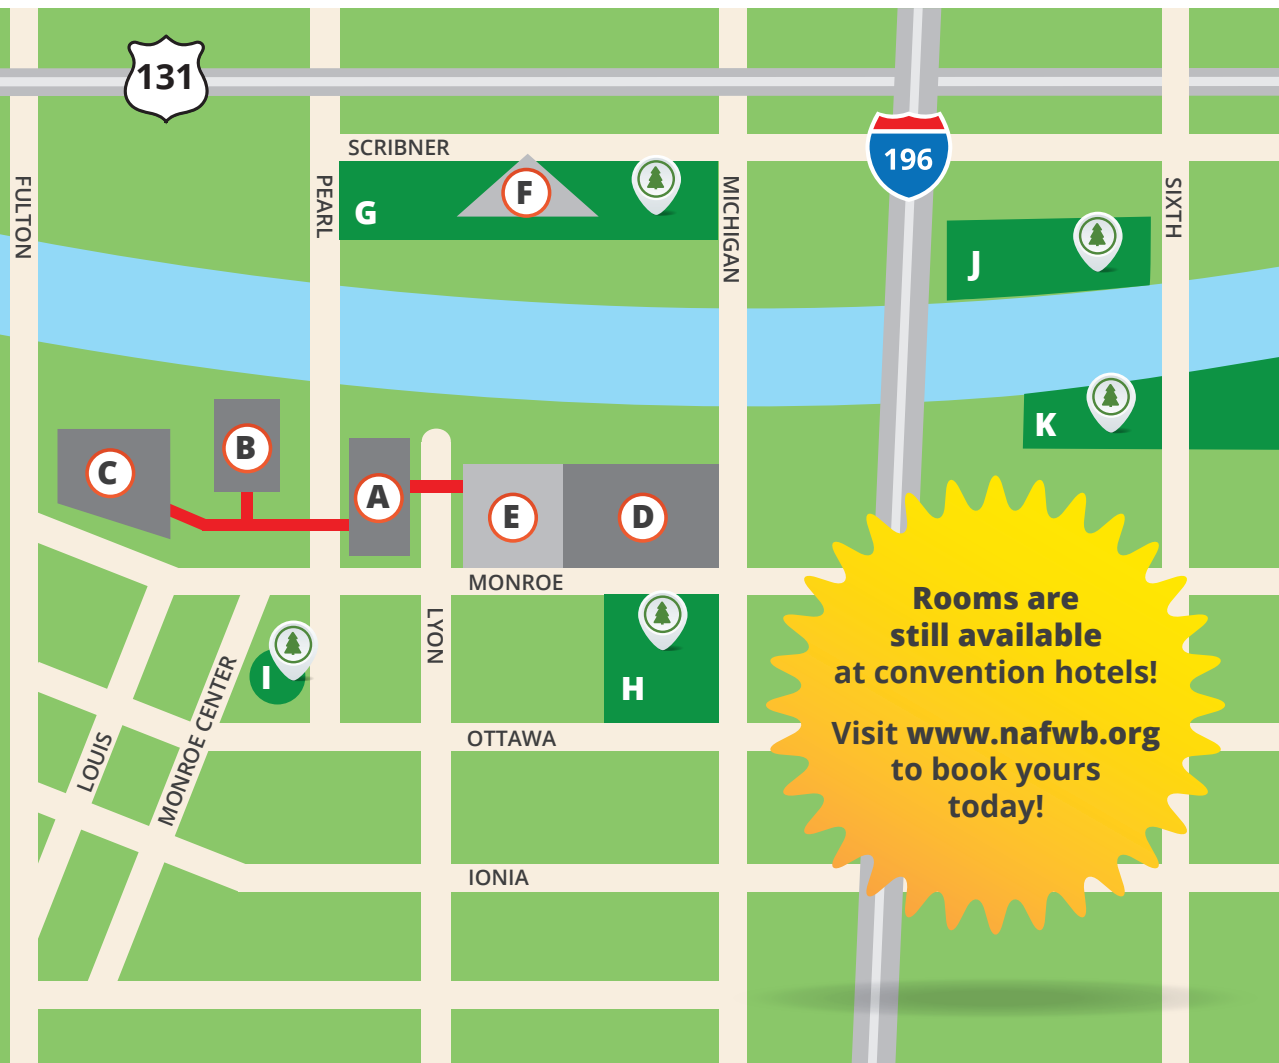 131
SCRIBNER
FULTON
PEARL
G
F
MICHIGAN
196
SIXTH
J
K
C
B
A
E
D
MONROE
LYON
I
H
MONROE CENTER
LOUIS
OTTAWA
IONIA
Rooms are
still available
at convention hotels!
Visit www.nafwb.org
to book yours
today!